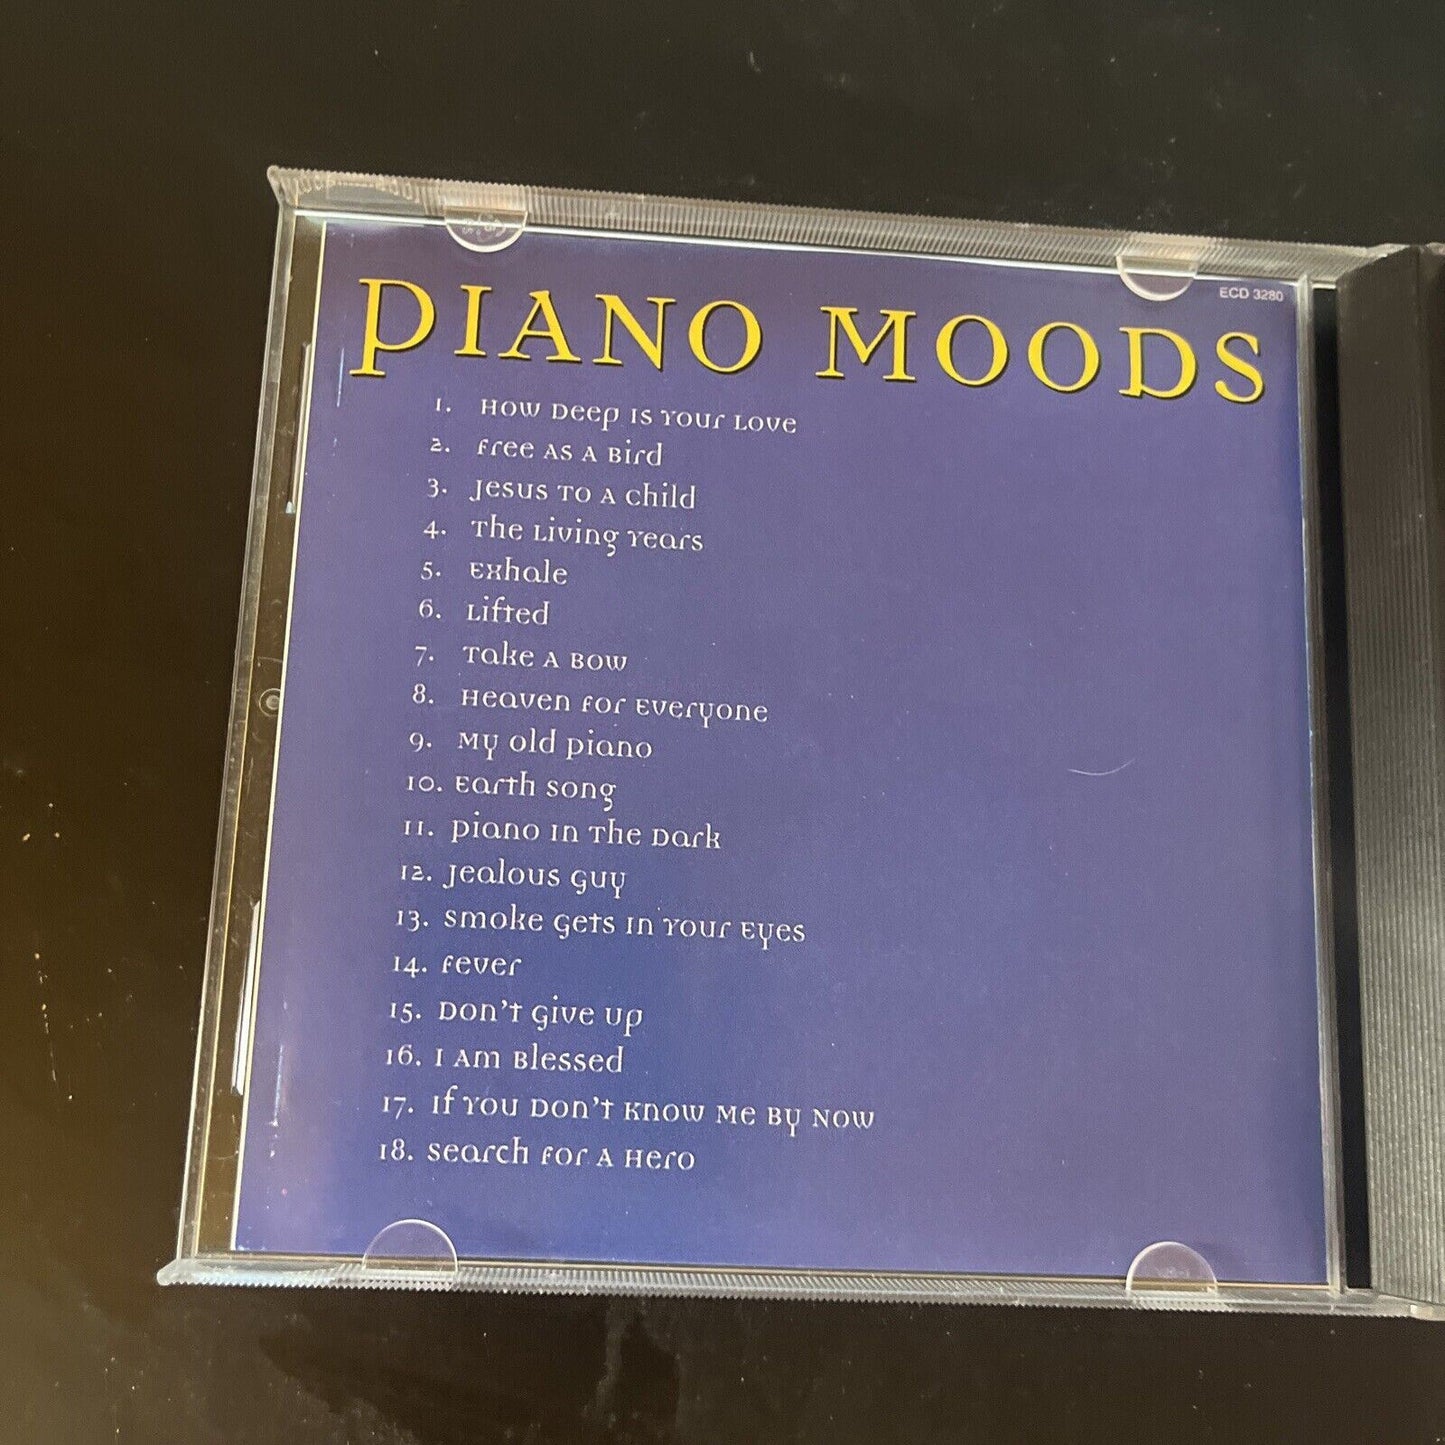 ECD 3280
PIANO MOODS
1. How Deep Is Your Love
2. Free As A Bird
3. Jesus To A Child
4. The Living Years
5. Exhale
6. Lifted
7. Take A Bow
8. Heaven For Everyone
9. My Old Piano
10. Earth Song
11. Piano In The Dark
12. Jealous Guy
13. Smoke Gets In Your Eyes
14. Fever
15. Don't Give Up
16. I Am Blessed
17. If You Don't Know Me By Now
18. Search For A Hero